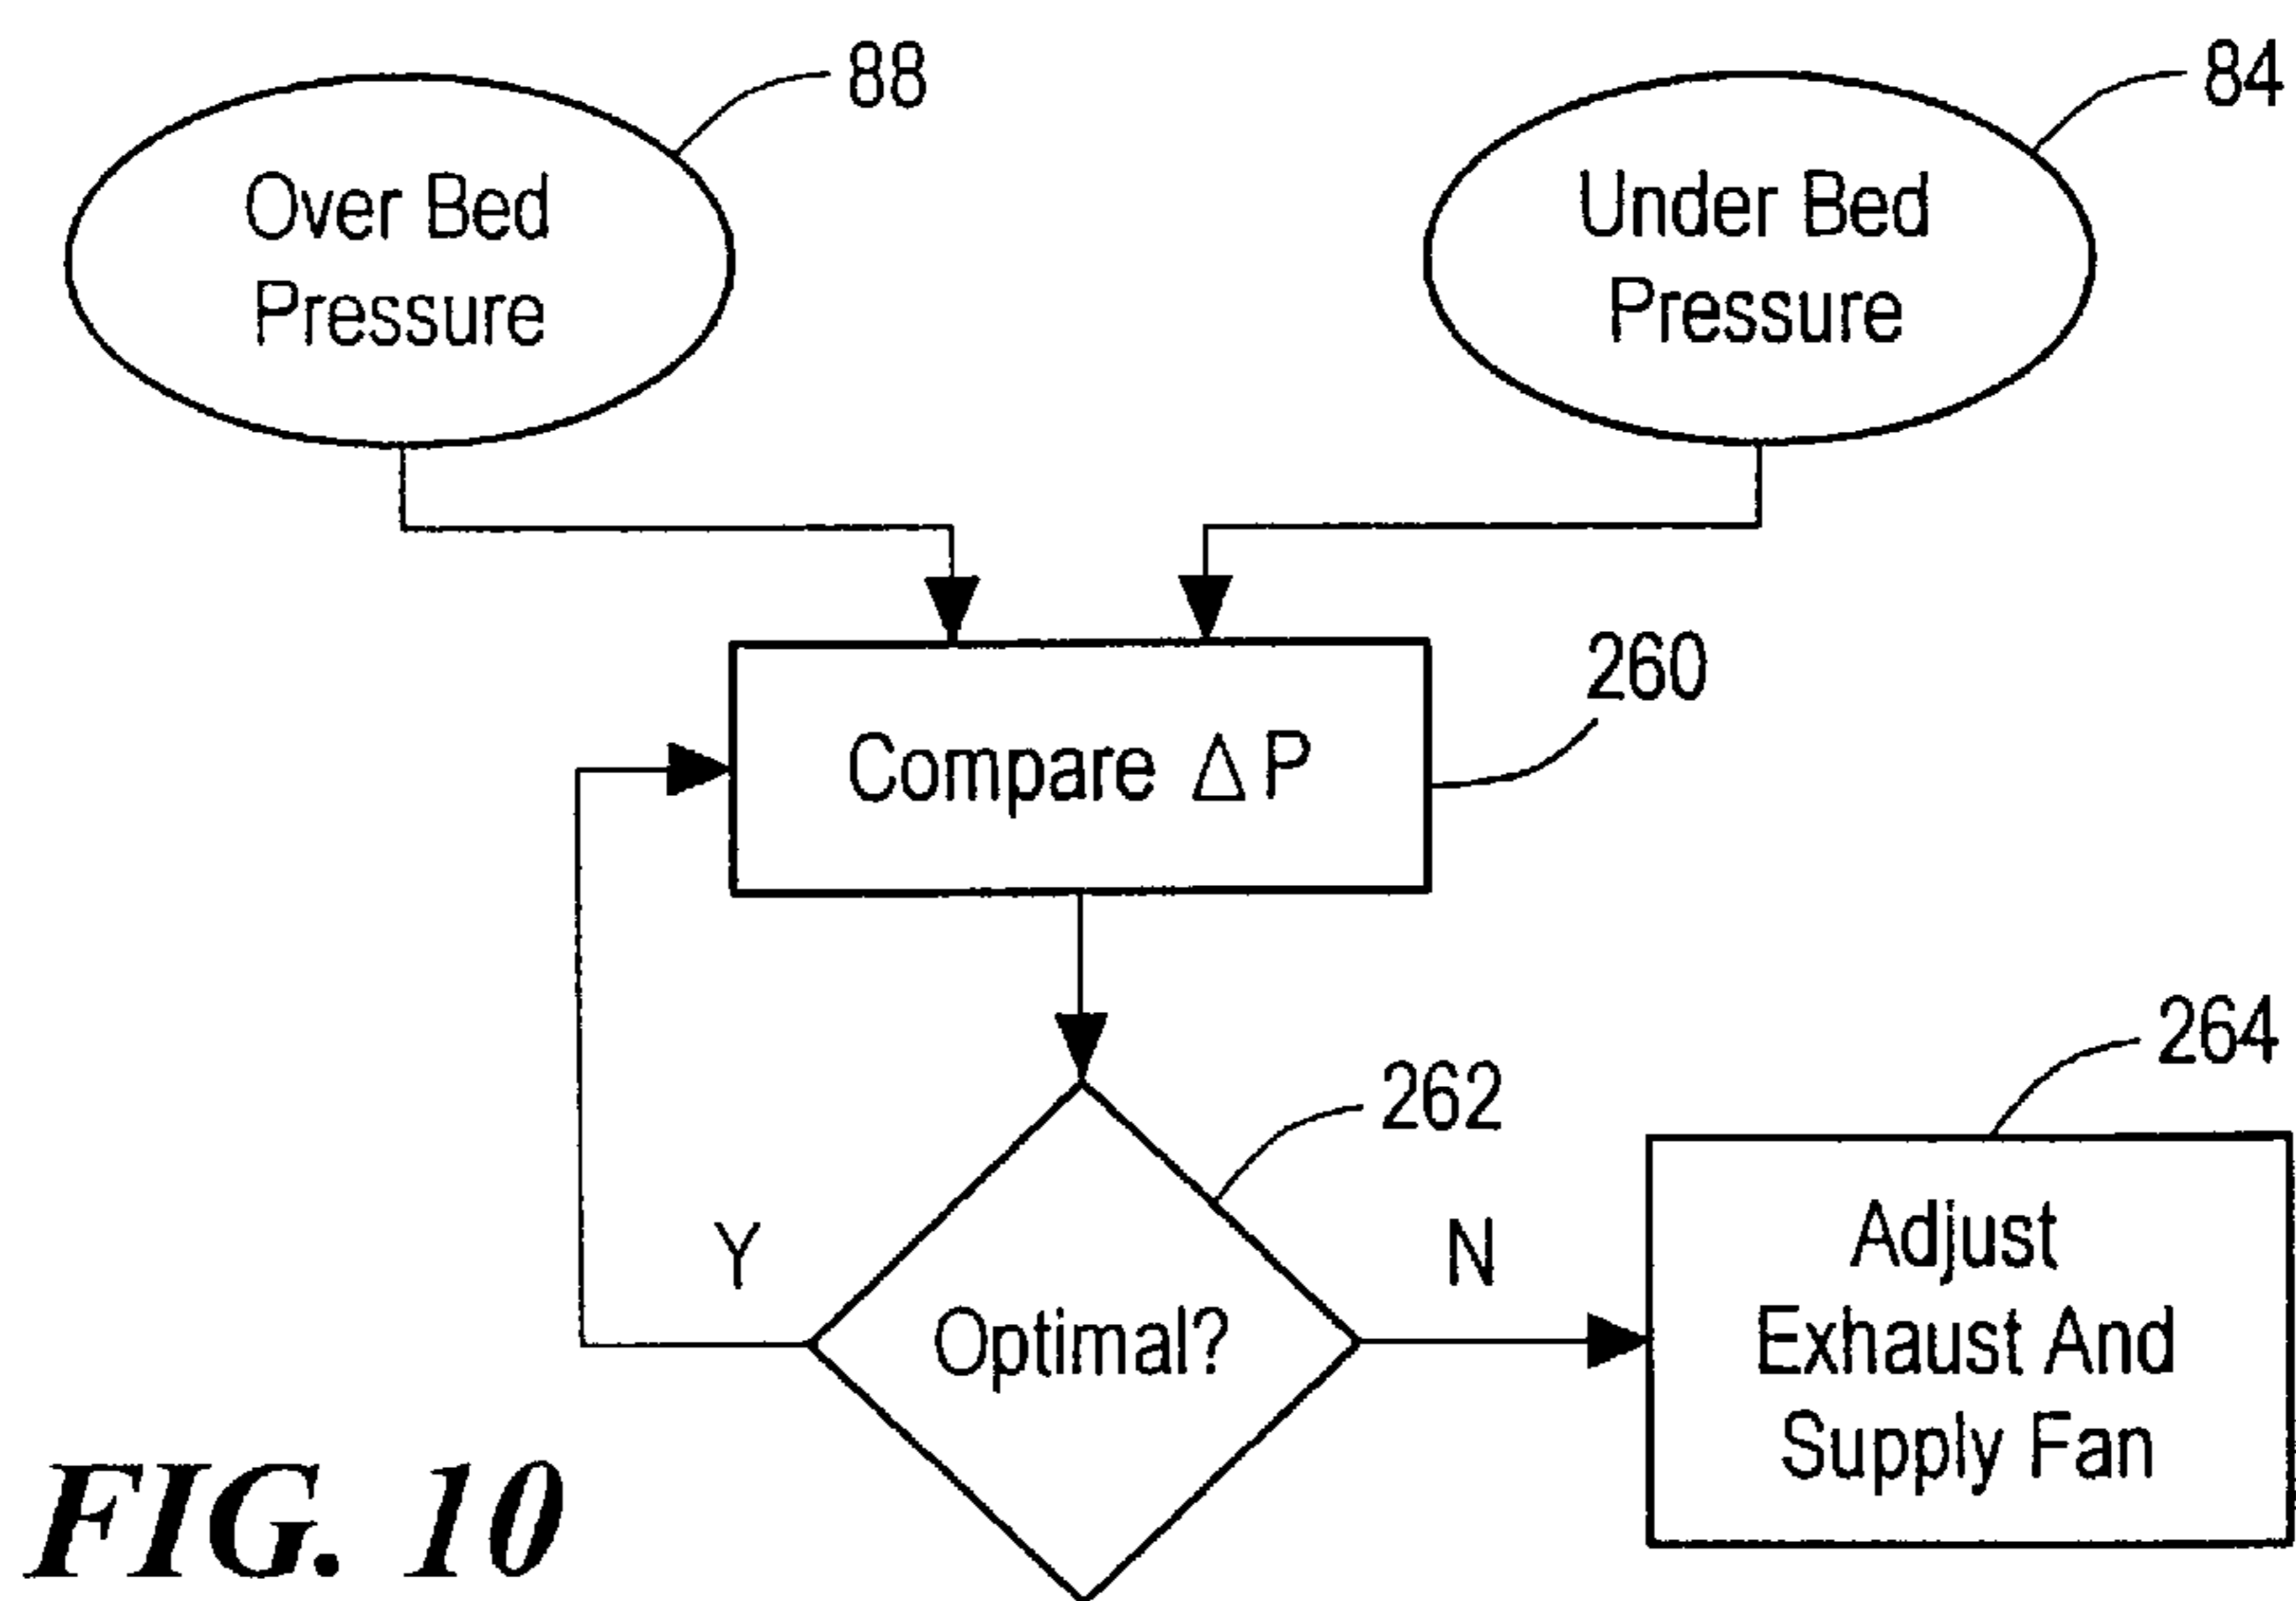 88
84
Over Bed
Pressure
Under Bed
Pressure
260
Compare ΔP
264
262
Y
N
Adjust
Exhaust And
Supply Fan
Optimal?
FIG. 10